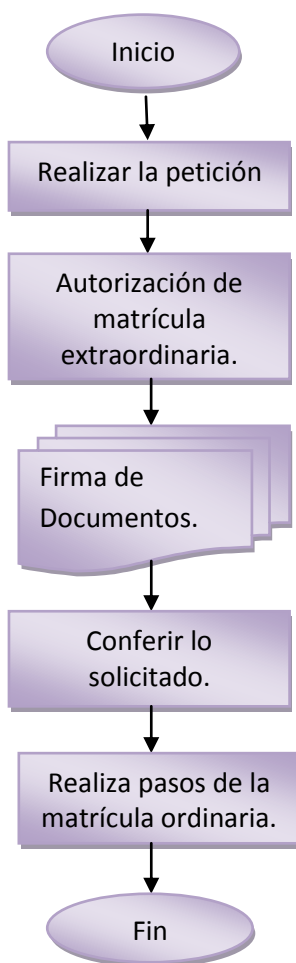 Inicio
Realizar la petición
Autorización de
matrícula
extraordinaria.
Firma de
Documentos.
Conferir lo
solicitado.
Realiza pasos de la
matrícula ordinaria.
Fin